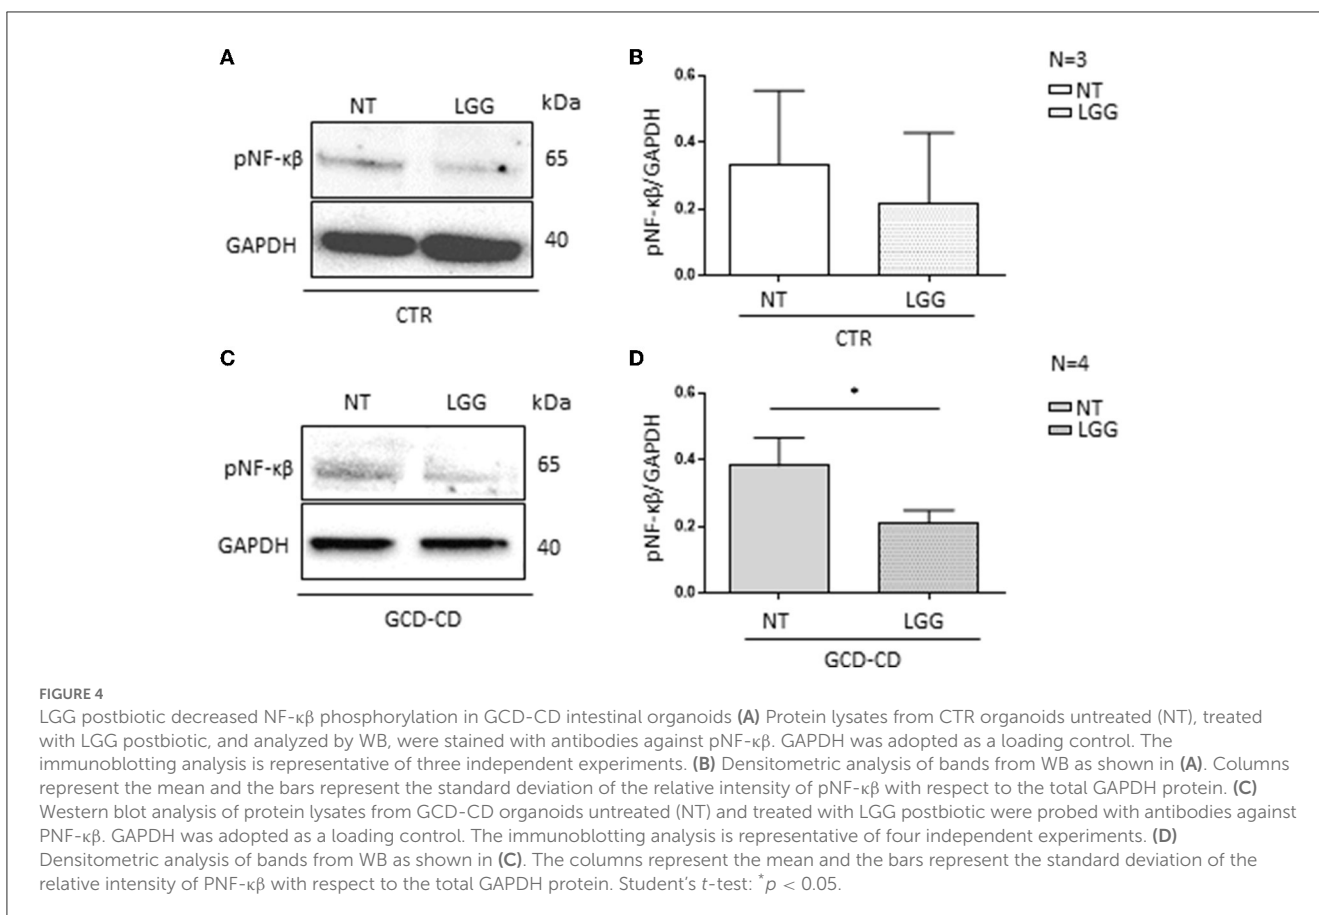 A
NT LGG kDa
pNF-κβ 65
GAPDH 40
CTR
B
N=3
NT
LGG
pNF-κβ/GAPDH
0.6
0.4
0.2
0.0
NT LGG
CTR
C
NT LGG kDa
pNF-κβ 65
GAPDH 40
GCD-CD
D
N=4
NT
LGG
pNF-κβ/GAPDH
0.6
0.4
0.2
0.0
*
NT LGG
GCD-CD
FIGURE 4
LGG postbiotic decreased NF-κβ phosphorylation in GCD-CD intestinal organoids (A) Protein lysates from CTR organoids untreated (NT), treated
with LGG postbiotic, and analyzed by WB, were stained with antibodies against pNF-κβ. GAPDH was adopted as a loading control. The
immunoblotting analysis is representative of three independent experiments. (B) Densitometric analysis of bands from WB as shown in (A). Columns
represent the mean and the bars represent the standard deviation of the relative intensity of pNF-κβ with respect to the total GAPDH protein. (C)
Western blot analysis of protein lysates from GCD-CD organoids untreated (NT) and treated with LGG postbiotic were probed with antibodies against
PNF-κβ. GAPDH was adopted as a loading control. The immunoblotting analysis is representative of four independent experiments. (D)
Densitometric analysis of bands from WB as shown in (C). The columns represent the mean and the bars represent the standard deviation of the
relative intensity of PNF-κβ with respect to the total GAPDH protein. Student's t-test: *p < 0.05.